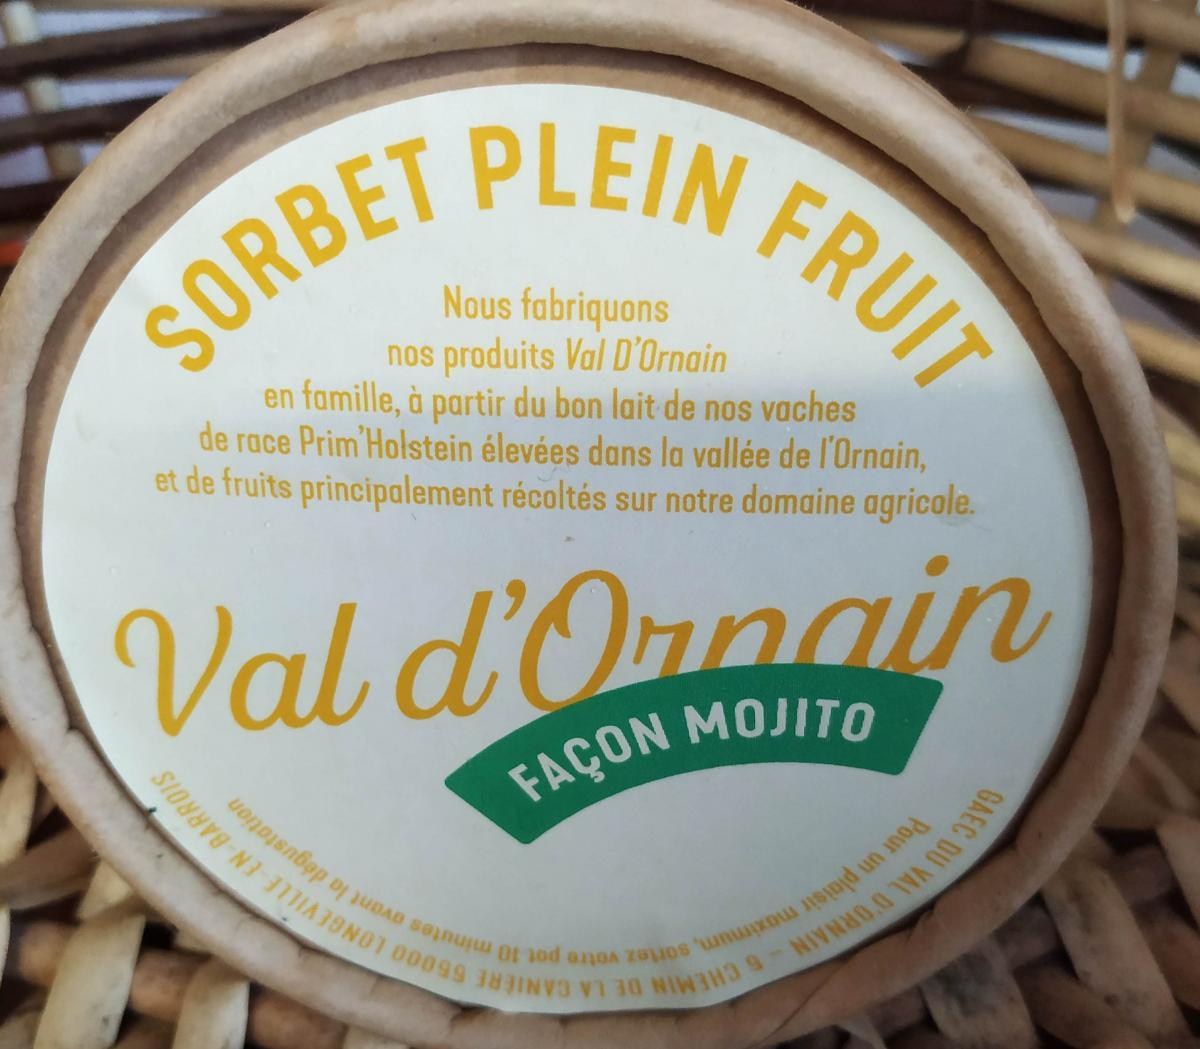 SORBET PLEIN FRUIT
Nous fabriquons
nos produits Val D'Ornain
en famille, à partir du bon lait de nos vaches
de race Prim'Holstein élevées dans la vallée de l'Ornain,
et de fruits principalement récoltés sur notre domaine agricole.
Val d'Ornain
FAÇON MOJITO
Pour un plaisir maximum, sortez votre pot 10 minutes avant la dégustation
GAEC DU VAL D'ORNAIN - 6 CHEMIN DE LA CANIÈRE 55000 LONGEVILLE-EN-BARROIS